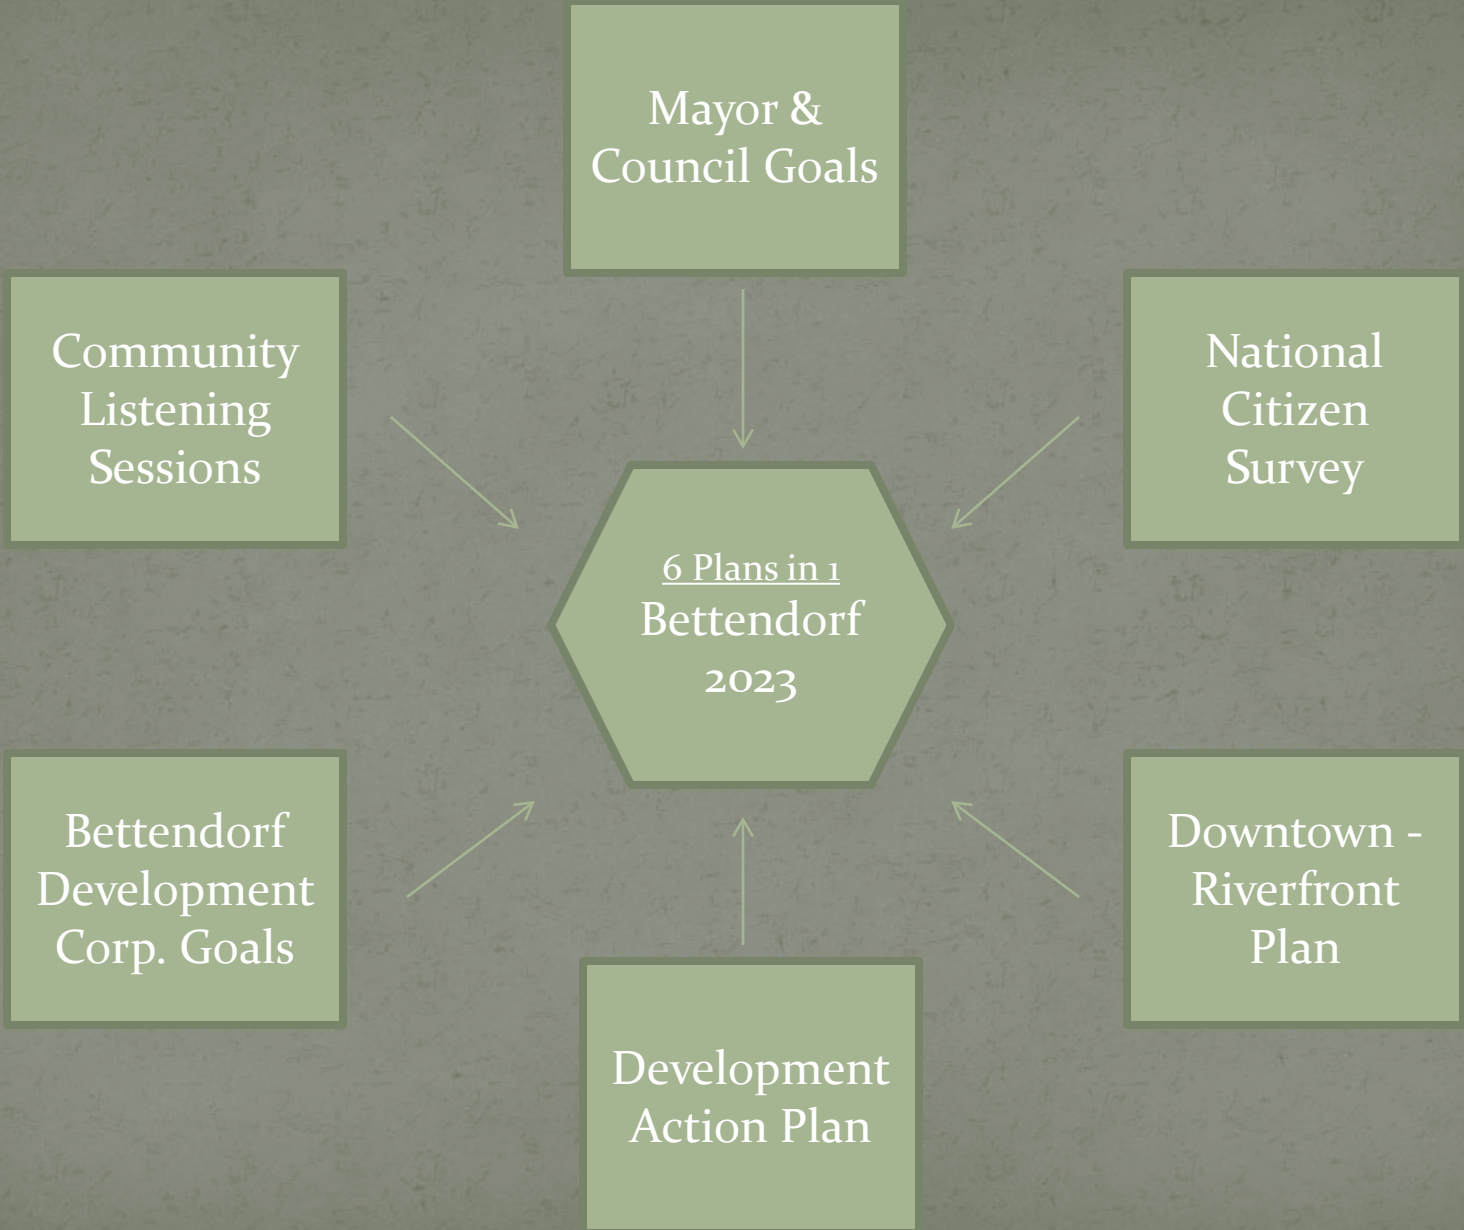 Mayor &
Council Goals
Community
Listening
Sessions
National
Citizen
Survey
6 Plans in 1
Bettendorf
2023
Bettendorf
Development
Corp. Goals
Downtown -
Riverfront
Plan
Development
Action Plan